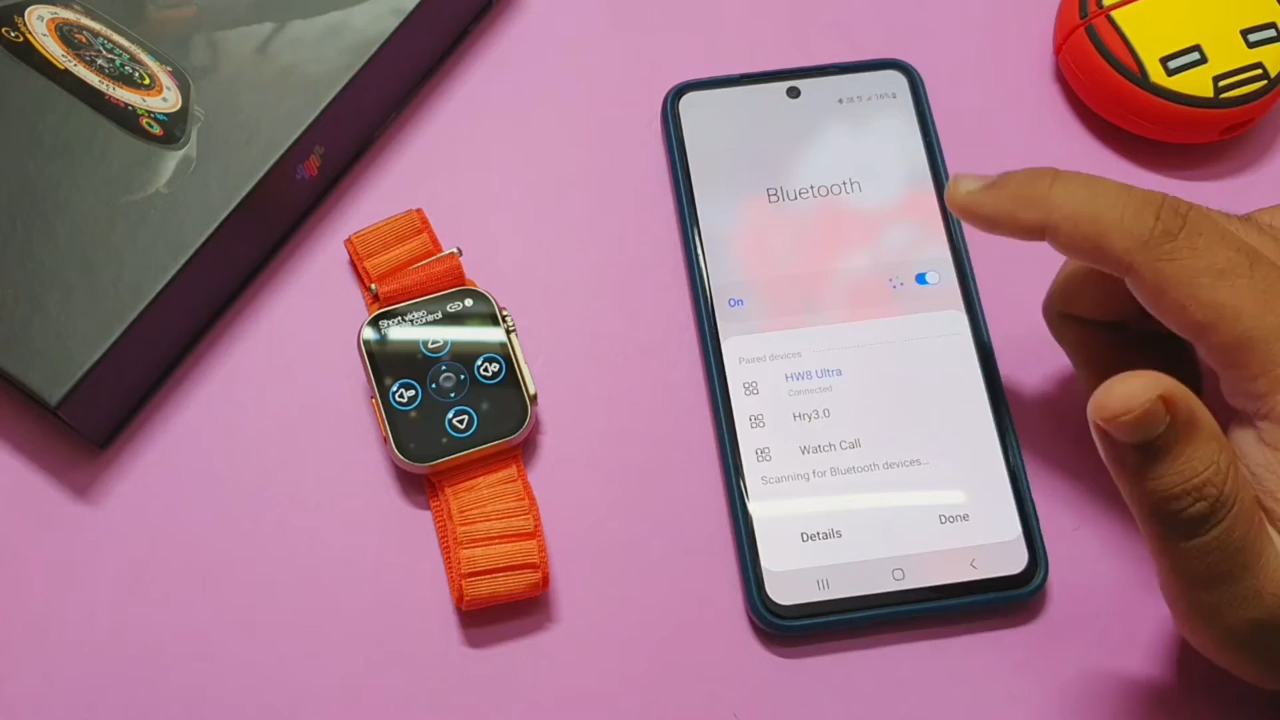 Short video
remote control
16%
Bluetooth
On
Paired devices
HW8 Ultra
Connected
Hry3.0
Watch Call
Scanning for Bluetooth devices...
Details
Done